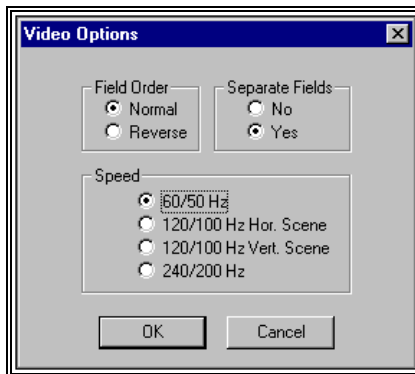 Video Options
Field Order
Normal
Reverse
Separate Fields
No
Yes
Speed
60/50 Hz
120/100 Hz Hor. Scene
120/100 Hz Vert. Scene
240/200 Hz
OK
Cancel